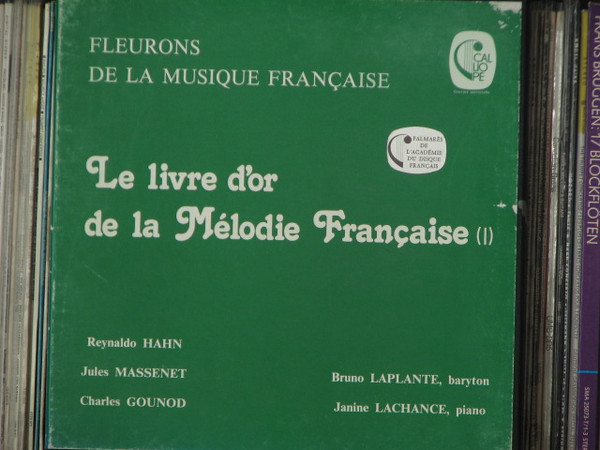 FLEURONS
DE LA MUSIQUE FRANÇAISE
CAL
LIO
PE
PALMARÈS
DE
L'ACADÉMIE
DU DISQUE
FRANÇAIS
Le livre d'or
de la Mélodie Française (I)
Reynaldo HAHN
Jules MASSENET
Charles GOUNOD
Bruno LAPLANTE, baryton
Janine LACHANCE, piano
FRANS BRÜGGEN: 17 BLOCKFLÖTEN